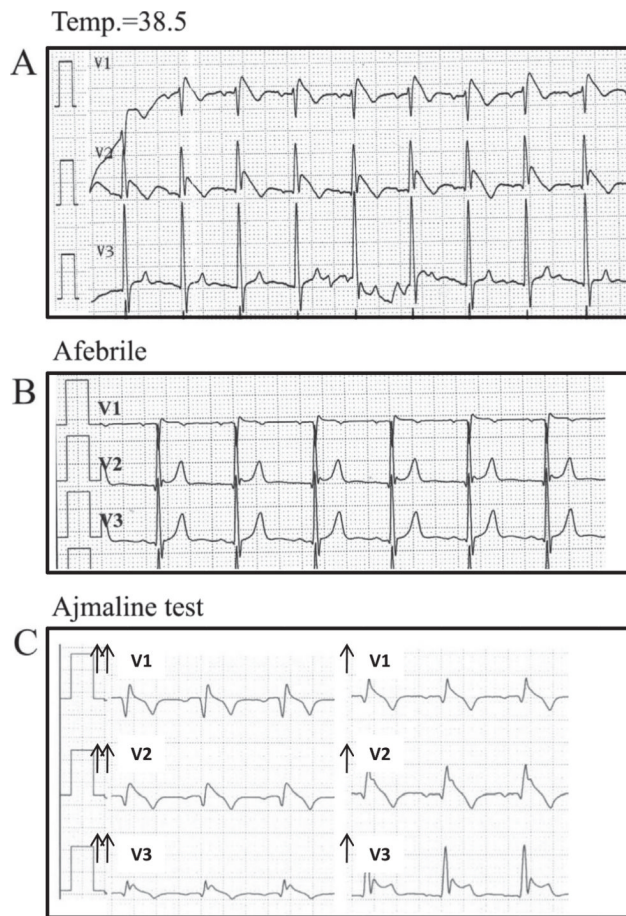 Temp.=38.5
A
V1
V2
V3
Afebrile
B
V1
V2
V3
Ajmaline test
C
↑↑ V1 ↑ V1
↑↑ V2 ↑ V2
↑↑ V3 ↑ V3